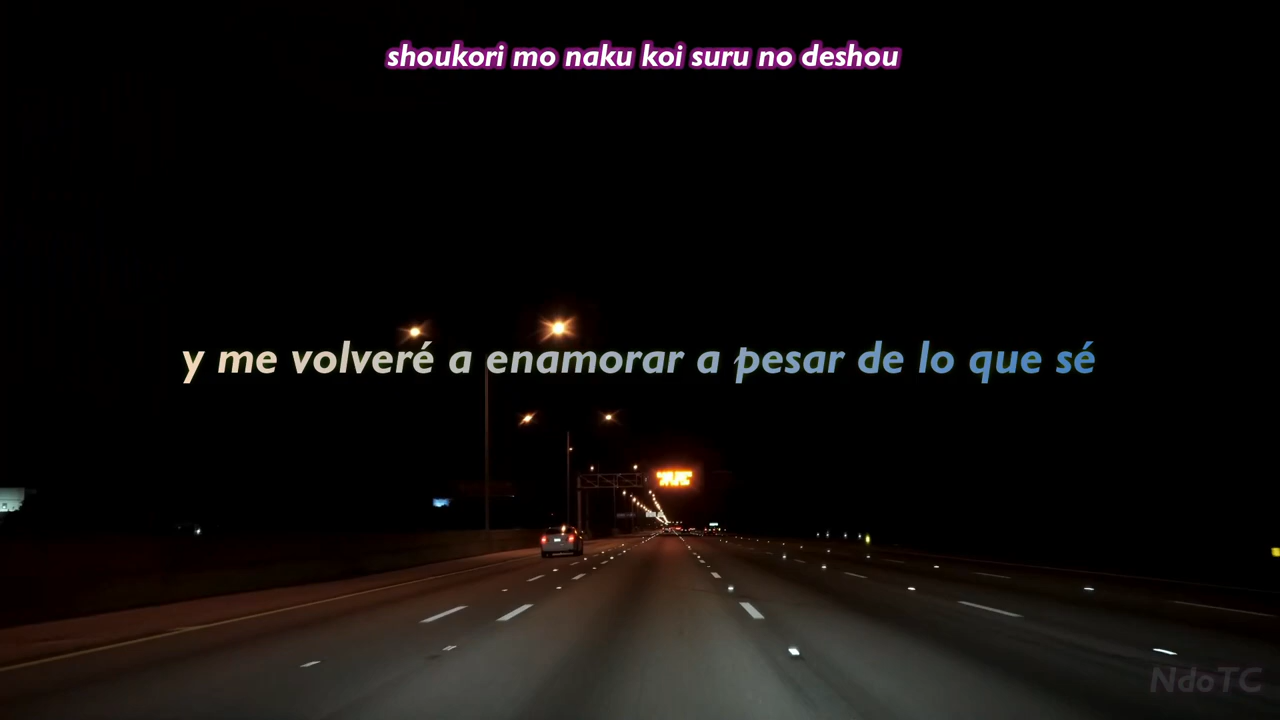 shoukori mo naku koi suru no deshou
y me volveré a enamorar a pesar de lo que sé
NdoTC